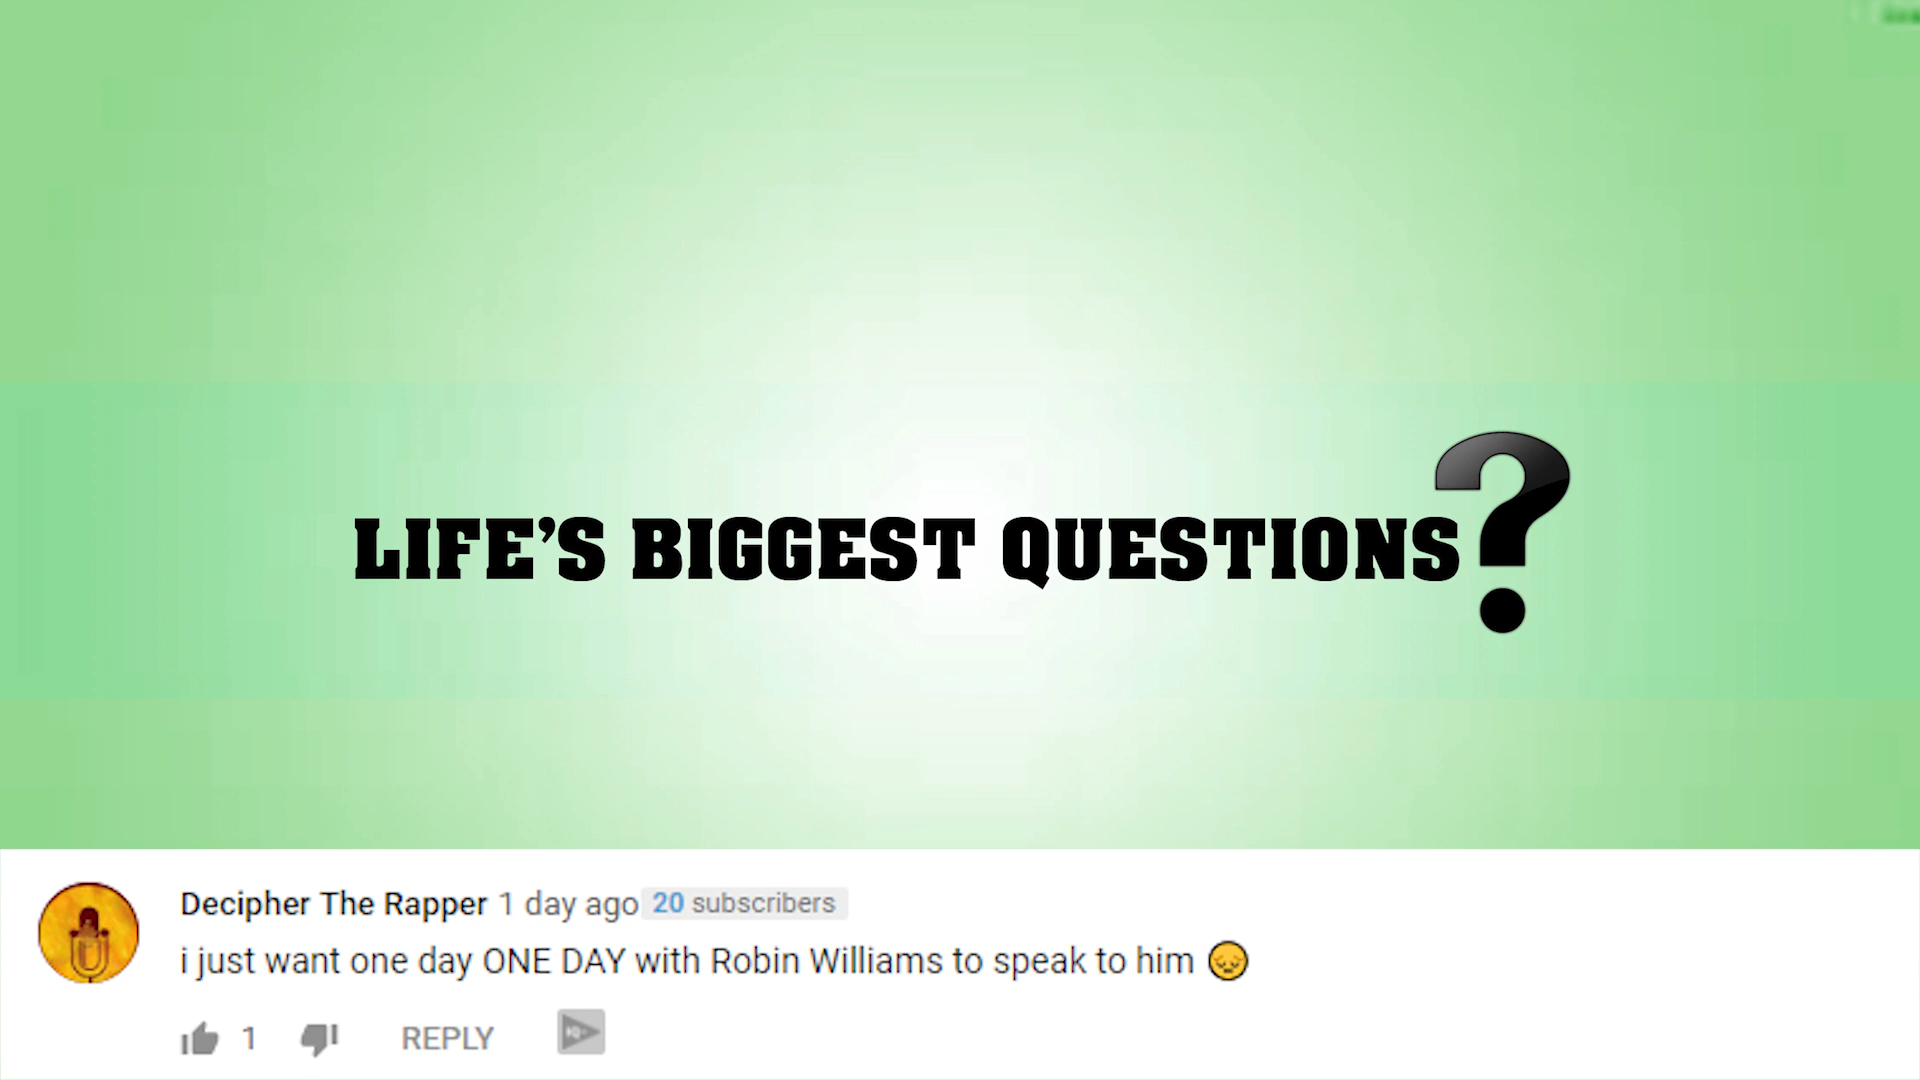 LIFE'S BIGGEST QUESTIONS?
Decipher The Rapper 1 day ago 20 subscribers
i just want one day ONE DAY with Robin Williams to speak to him 😞
1 REPLY